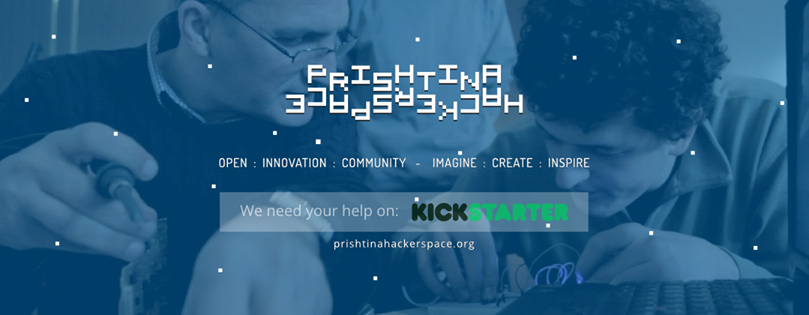 PRISHTINA
HACKERSPACE
OPEN : INNOVATION : COMMUNITY - IMAGINE : CREATE : INSPIRE
We need your help on: KICKSTARTER
prishtinahackerspace.org